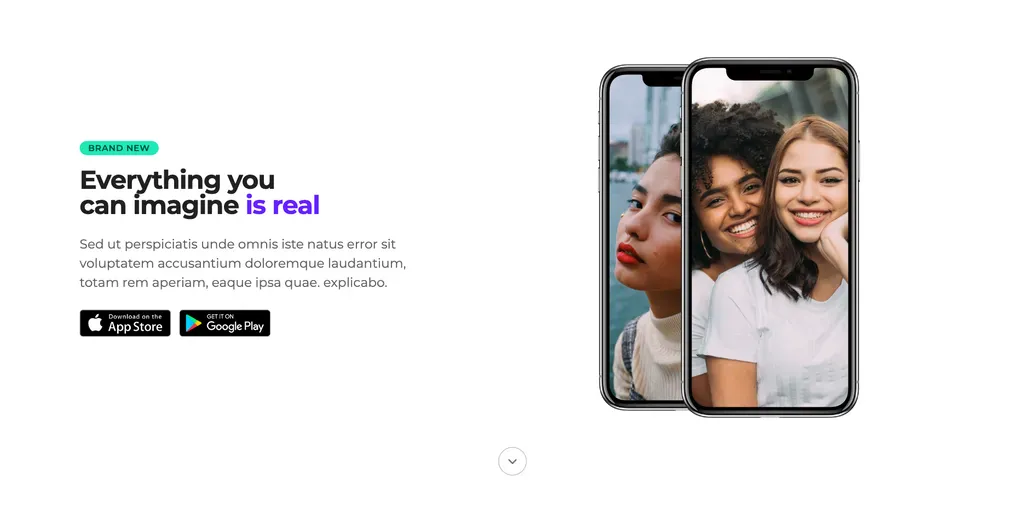 BRAND NEW
Everything you
can imagine is real
Sed ut perspiciatis unde omnis iste natus error sit
voluptatem accusantium doloremque laudantium,
totam rem aperiam, eaque ipsa quae. explicabo.
Download on the
App Store
GET IT ON
Google Play